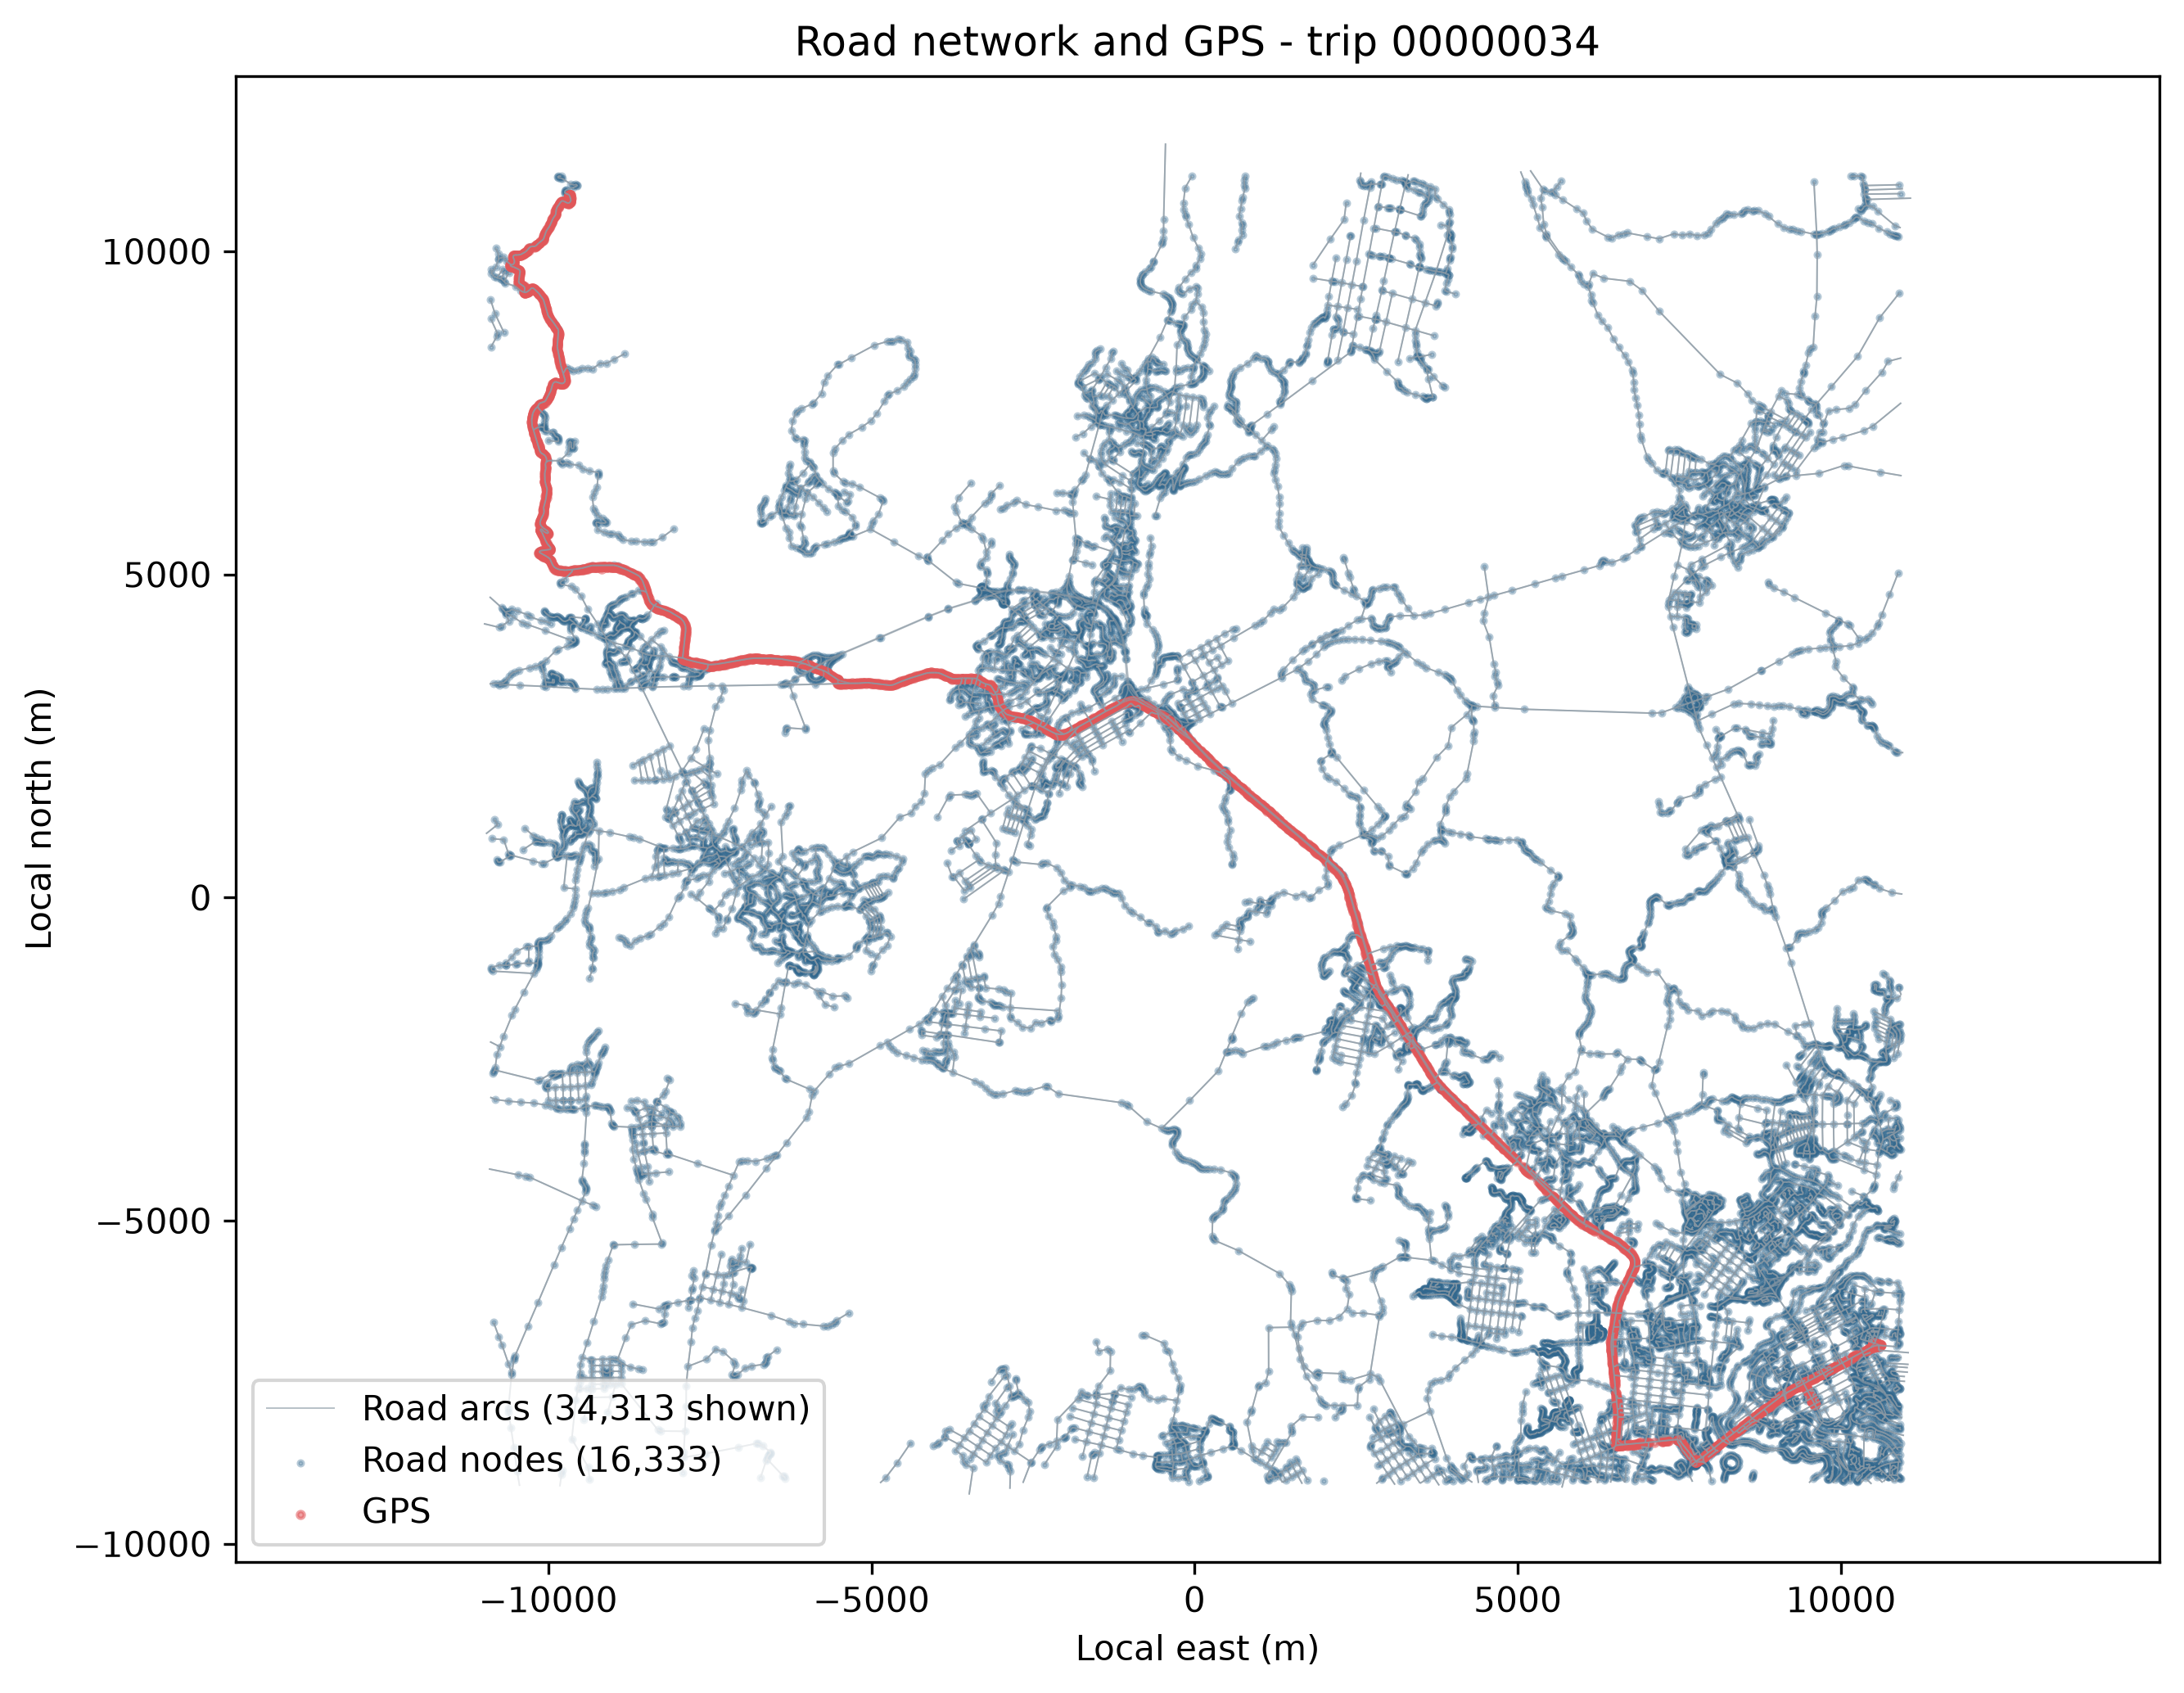 Road network and GPS - trip 00000034
Local north (m)
10000
5000
0
−5000
−10000
Road arcs (34,313 shown)
Road nodes (16,333)
GPS
−10000
−5000
0
5000
10000
Local east (m)